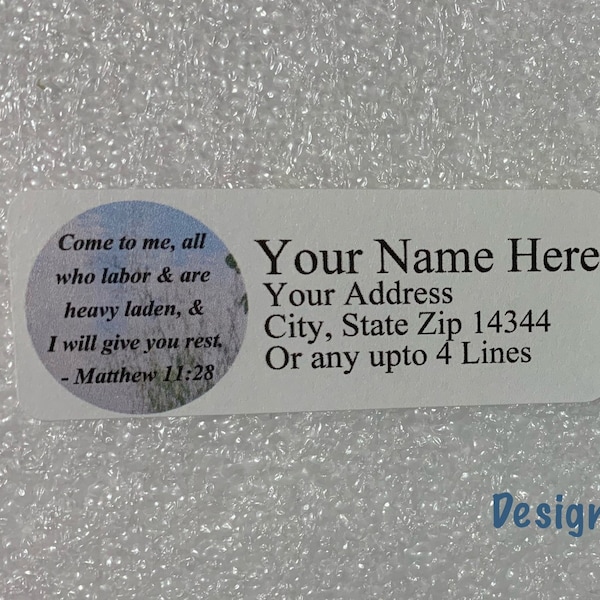 Come to me, all
who labor & are
heavy laden, &
I will give you rest.
- Matthew 11:28
Your Name Here
Your Address
City, State Zip 14344
Or any upto 4 Lines
Design